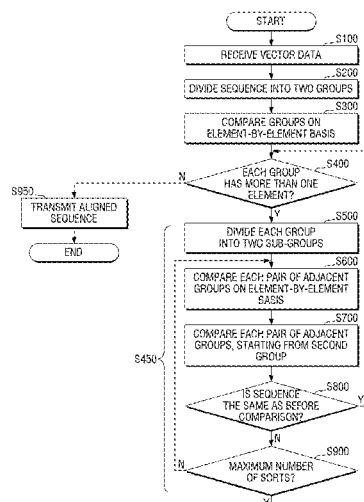 START
S100
RECEIVE VECTOR DATA
S200
DIVIDE SEQUENCE INTO TWO GROUPS
S300
COMPARE GROUPS ON
ELEMENT-BY-ELEMENT BASIS
S400
EACH GROUP
HAS MORE THAN ONE
ELEMENT?
N
Y
S950
TRANSMIT ALIGNED
SEQUENCE
END
S500
DIVIDE EACH GROUP
INTO TWO SUB-GROUPS
S600
COMPARE EACH PAIR OF ADJACENT
GROUPS ON ELEMENT-BY-ELEMENT
BASIS
S700
COMPARE EACH PAIR OF ADJACENT
GROUPS, STARTING FROM SECOND
GROUP
S450
S800
IS SEQUENCE
THE SAME AS BEFORE
COMPARISON?
Y
N
S900
MAXIMUM NUMBER
OF SORTS?
N
Y